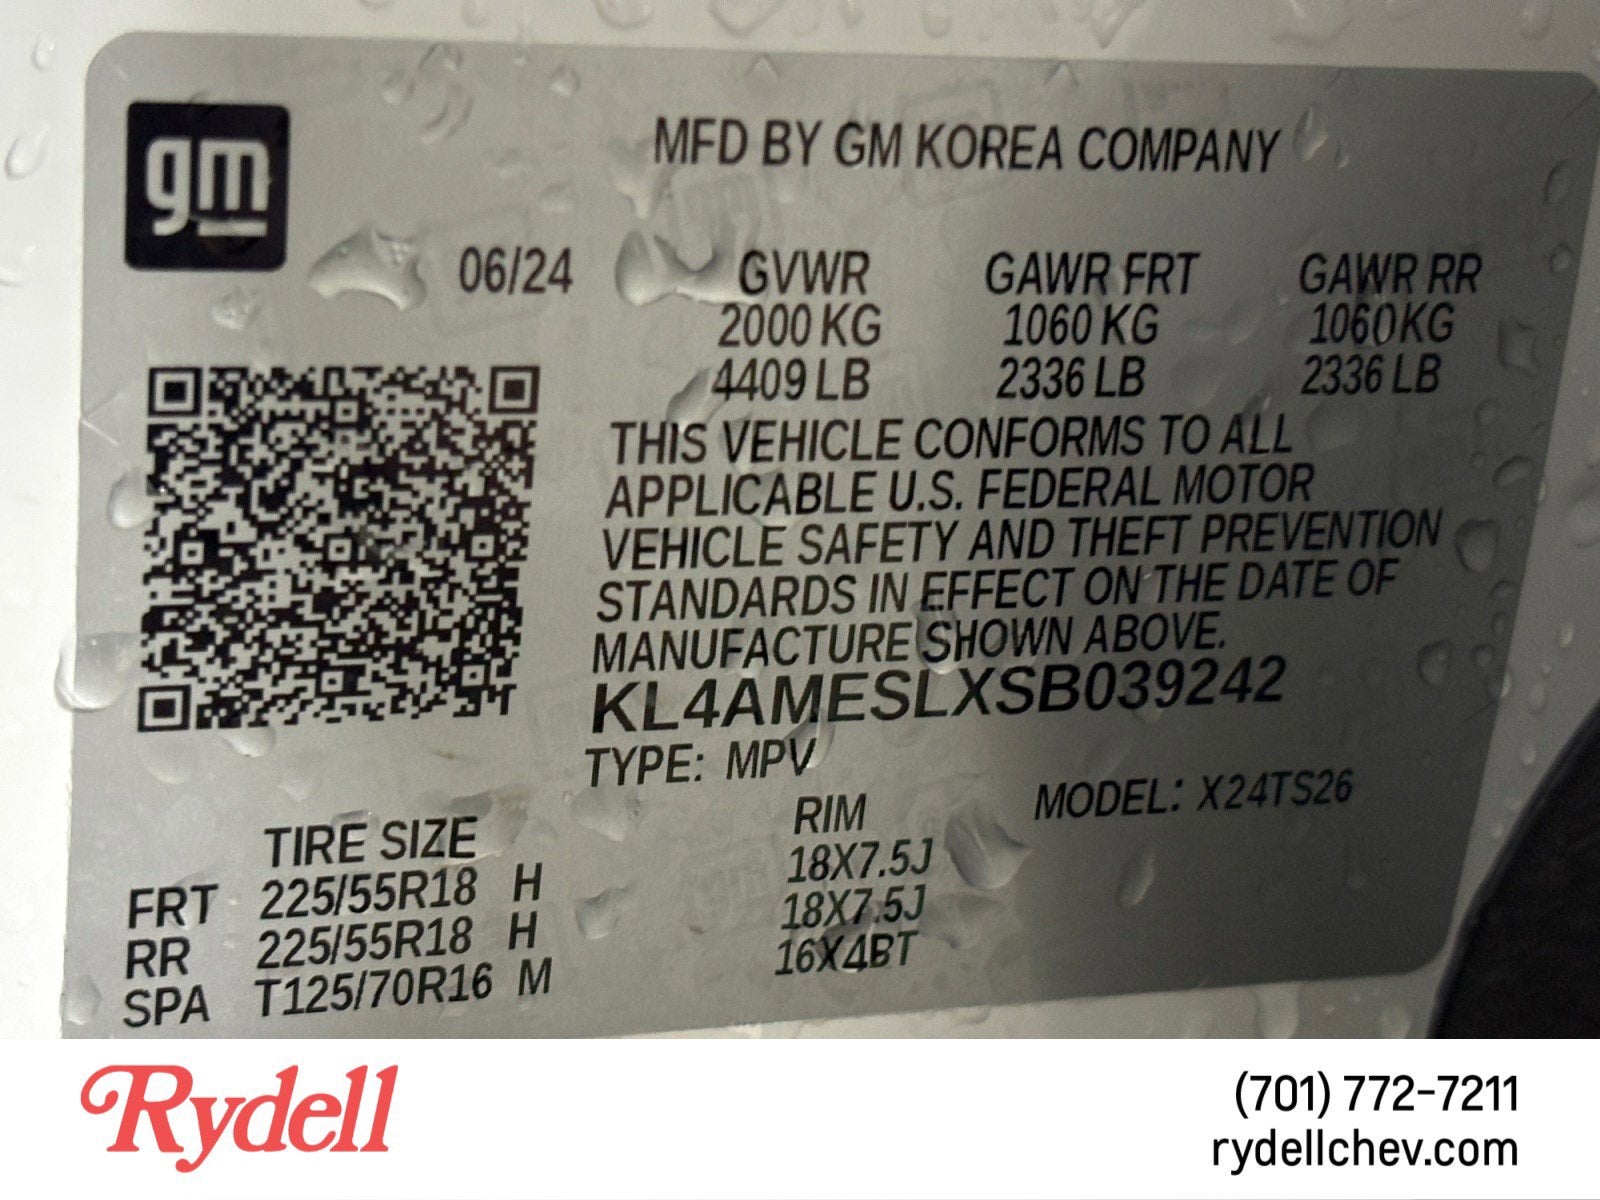 gm
MFD BY GM KOREA COMPANY
06/24 GVWR GAWR FRT GAWR RR
2000 KG 1060 KG 1060 KG
4409 LB 2336 LB 2336 LB
THIS VEHICLE CONFORMS TO ALL
APPLICABLE U.S. FEDERAL MOTOR
VEHICLE SAFETY AND THEFT PREVENTION
STANDARDS IN EFFECT ON THE DATE OF
MANUFACTURE SHOWN ABOVE.
KL4AMESLXSB039242
TYPE: MPV
MODEL: X24TS26
TIRE SIZE RIM
FRT 225/55R18 H 18X7.5J
RR 225/55R18 H 18X7.5J
SPA T125/70R16 M 16X4BT
Rydell
(701) 772-7211
rydellchev.com